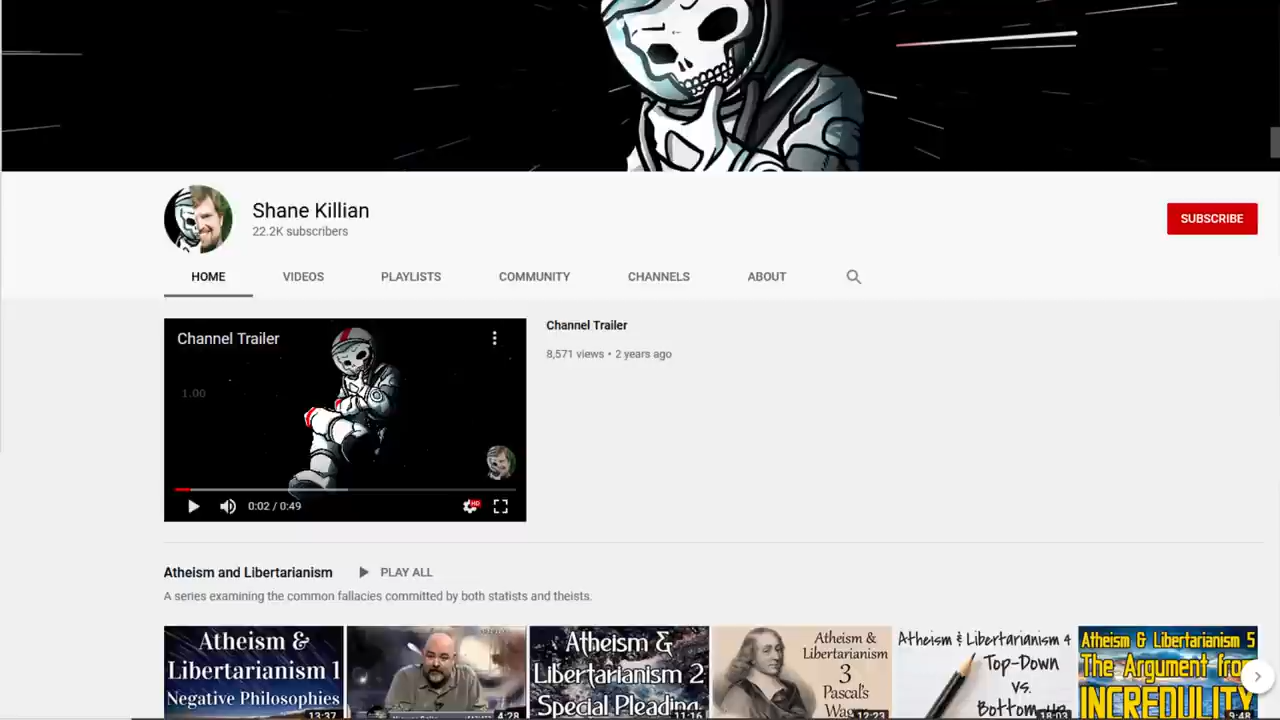 Shane Killian
22.2K subscribers
SUBSCRIBE
HOME VIDEOS PLAYLISTS COMMUNITY CHANNELS ABOUT
Channel Trailer
1.00
0:02 / 0:49
HD
Channel Trailer
8,571 views • 2 years ago
Atheism and Libertarianism
PLAY ALL
A series examining the common fallacies committed by both statists and theists.
Atheism &
Libertarianism 1
Negative Philosophies
13:37
4:28
Atheism &
Libertarianism 2
Special Pleading
11:16
Atheism &
Libertarianism
3
Pascal's
12:23
Atheism & Libertarianism 4
Top-Down
vs.
18:03
Atheism & Libertarianism 5
The Argument from
INCREDULITY